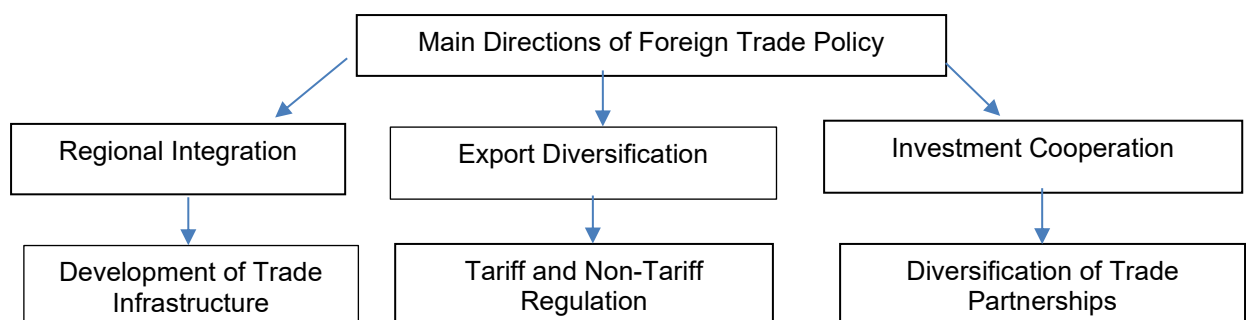 Main Directions of Foreign Trade Policy
Regional Integration
Export Diversification
Investment Cooperation
Development of Trade
Infrastructure
Tariff and Non-Tariff
Regulation
Diversification of Trade
Partnerships